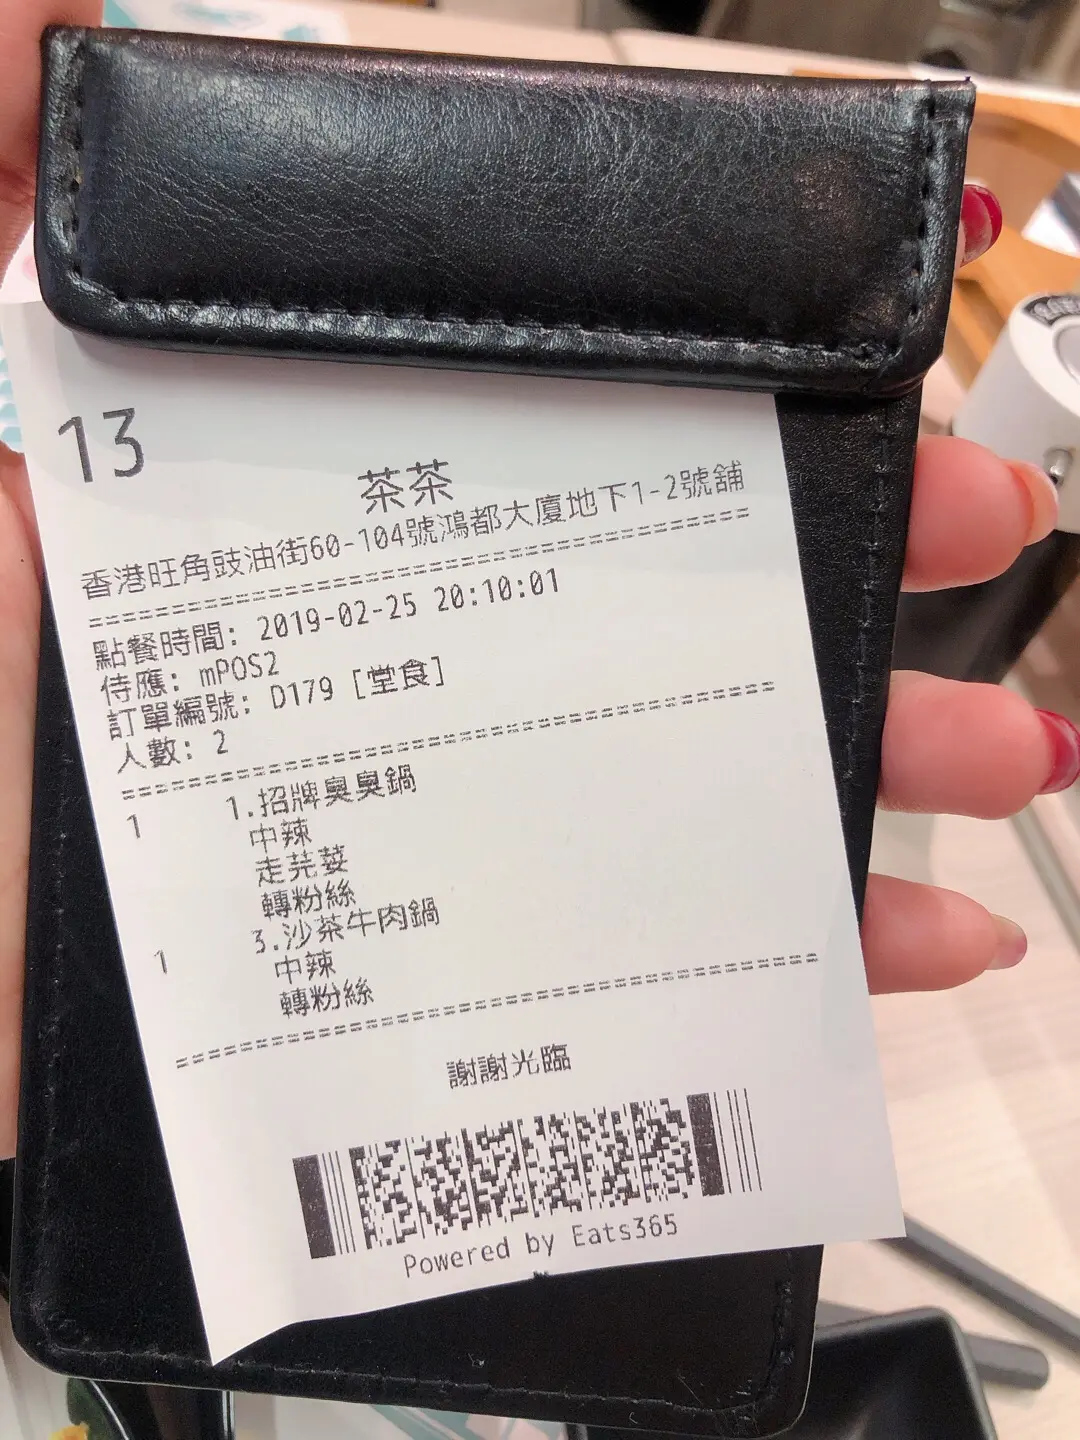 13
茶茶
香港旺角豉油街60-104號鴻都大廈地下1-2號舖
點餐時間: 2019-02-25 20:10:01
侍應: mPOS2
訂單編號: D179 [堂食]
人數: 2
1 1.招牌臭臭鍋
中辣
走芫荽
轉粉絲
1 3.沙茶牛肉鍋
中辣
轉粉絲
謝謝光臨
Powered by Eats365